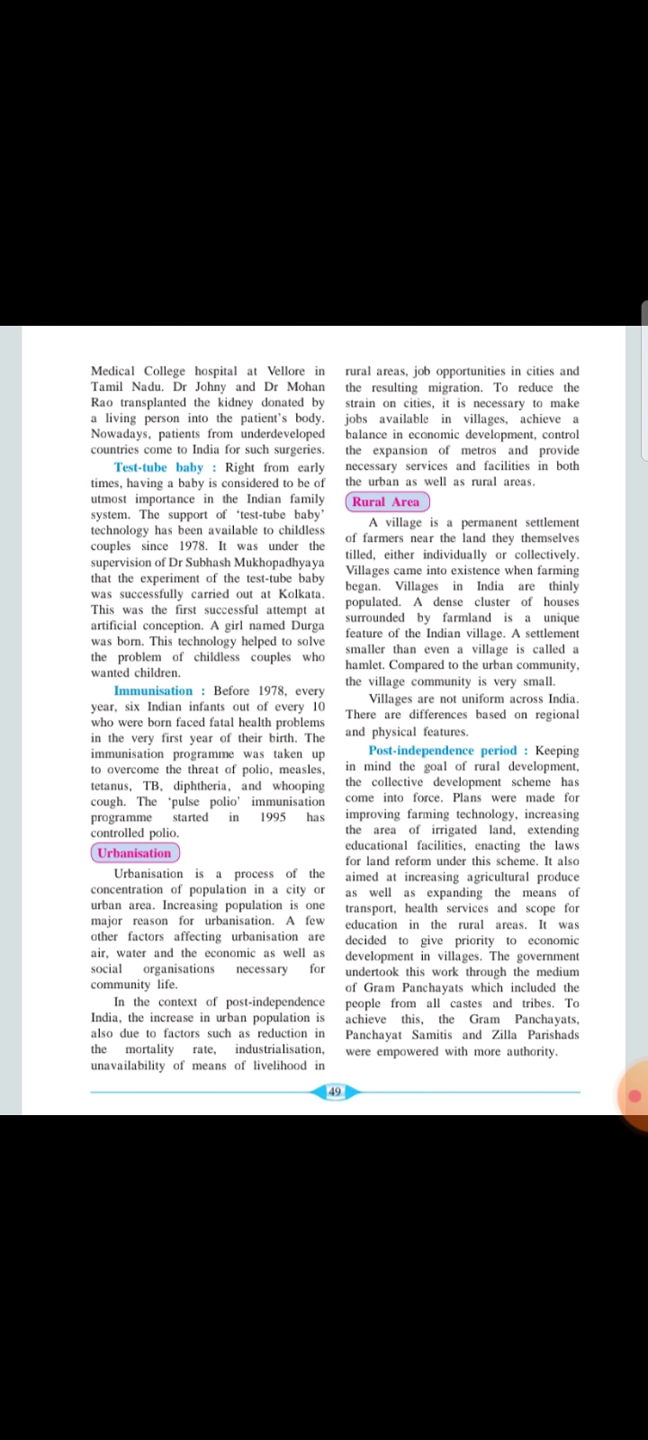 Medical College hospital at Vellore in
Tamil Nadu. Dr Johny and Dr Mohan
Rao transplanted the kidney donated by
a living person into the patient's body.
Nowadays, patients from underdeveloped
countries come to India for such surgeries.
Test-tube baby : Right from early
times, having a baby is considered to be of
utmost importance in the Indian family
system. The support of 'test-tube baby'
technology has been available to childless
couples since 1978. It was under the
supervision of Dr Subhash Mukhopadhyaya
that the experiment of the test-tube baby
was successfully carried out at Kolkata.
This was the first successful attempt at
artificial conception. A girl named Durga
was born. This technology helped to solve
the problem of childless couples who
wanted children.
Immunisation : Before 1978, every
year, six Indian infants out of every 10
who were born faced fatal health problems
in the very first year of their birth. The
immunisation programme was taken up
to overcome the threat of polio, measles,
tetanus, TB, diphtheria, and whooping
cough. The 'pulse polio' immunisation
programme started in 1995 has
controlled polio.
Urbanisation
Urbanisation is a process of the
concentration of population in a city or
urban area. Increasing population is one
major reason for urbanisation. A few
other factors affecting urbanisation are
air, water and the economic as well as
social organisations necessary for
community life.
In the context of post-independence
India, the increase in urban population is
also due to factors such as reduction in
the mortality rate, industrialisation,
unavailability of means of livelihood in
rural areas, job opportunities in cities and
the resulting migration. To reduce the
strain on cities, it is necessary to make
jobs available in villages, achieve a
balance in economic development, control
the expansion of metros and provide
necessary services and facilities in both
the urban as well as rural areas.
Rural Area
A village is a permanent settlement
of farmers near the land they themselves
tilled, either individually or collectively.
Villages came into existence when farming
began. Villages in India are thinly
populated. A dense cluster of houses
surrounded by farmland is a unique
feature of the Indian village. A settlement
smaller than even a village is called a
hamlet. Compared to the urban community,
the village community is very small.
Villages are not uniform across India.
There are differences based on regional
and physical features.
Post-independence period : Keeping
in mind the goal of rural development,
the collective development scheme has
come into force. Plans were made for
improving farming technology, increasing
the area of irrigated land, extending
educational facilities, enacting the laws
for land reform under this scheme. It also
aimed at increasing agricultural produce
as well as expanding the means of
transport, health services and scope for
education in the rural areas. It was
decided to give priority to economic
development in villages. The government
undertook this work through the medium
of Gram Panchayats which included the
people from all castes and tribes. To
achieve this, the Gram Panchayats,
Panchayat Samitis and Zilla Parishads
were empowered with more authority.
49